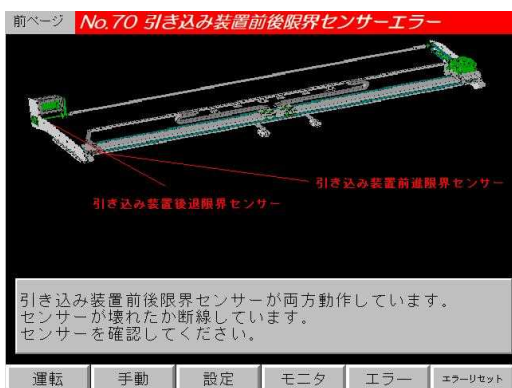 前ページ
No.70 引き込み装置前後限界センサーエラー
引き込み装置前進限界センサー
引き込み装置後進限界センサー
引き込み装置前後限界センサーが両方動作しています。
センサーが壊れたか断線しています。
センサーを確認してください。
運転 手動 設定 モニタ エラー エラーリセット